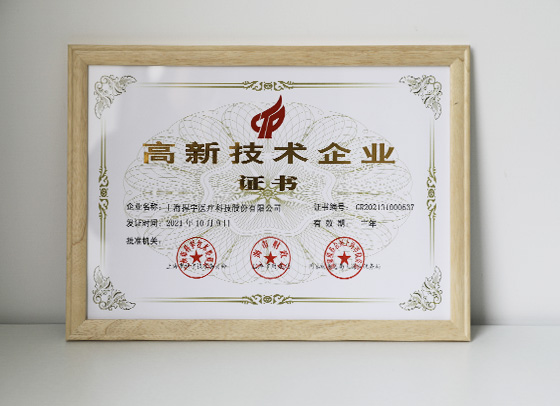 高新技术企业
证书
企业名称：上海探宇医疗科技股份有限公司 证书编号：GR202131000637
发证时间：2021年10月9日 有效期：三年
批准机关：